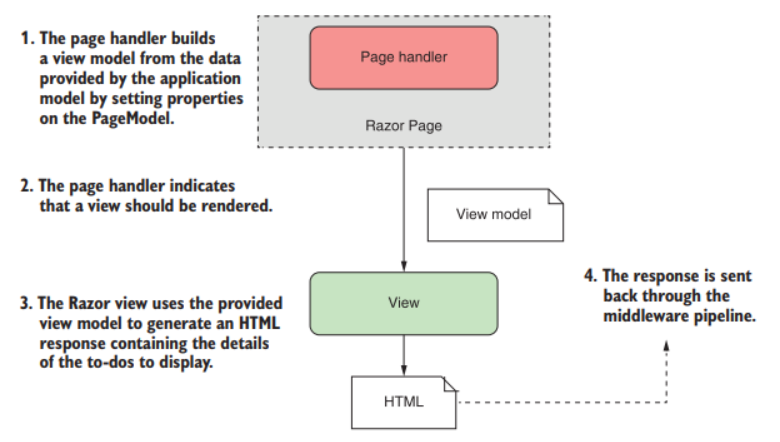 1. The page handler builds
a view model from the data
provided by the application
model by setting properties
on the PageModel.
Page handler
Razor Page
2. The page handler indicates
that a view should be rendered.
View model
3. The Razor view uses the provided
view model to generate an HTML
response containing the details
of the to-dos to display.
View
4. The response is sent
back through the
middleware pipeline.
HTML